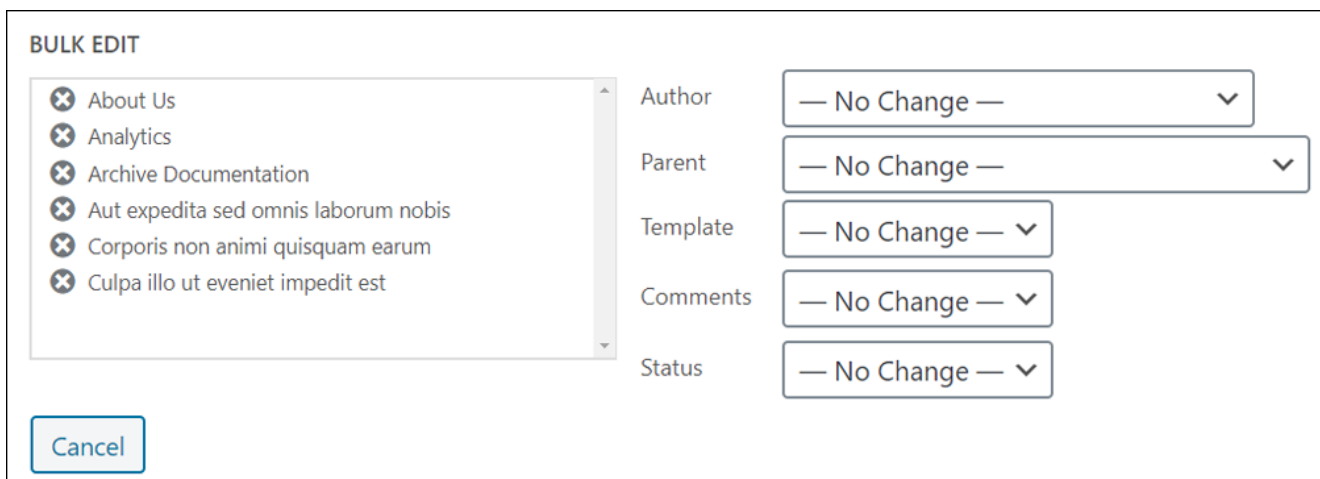 BULK EDIT
About Us
Analytics
Archive Documentation
Aut expedita sed omnis laborum nobis
Corporis non animi quisquam earum
Culpa illo ut eveniet impedit est
Author — No Change —
Parent — No Change —
Template — No Change —
Comments — No Change —
Status — No Change —
Cancel